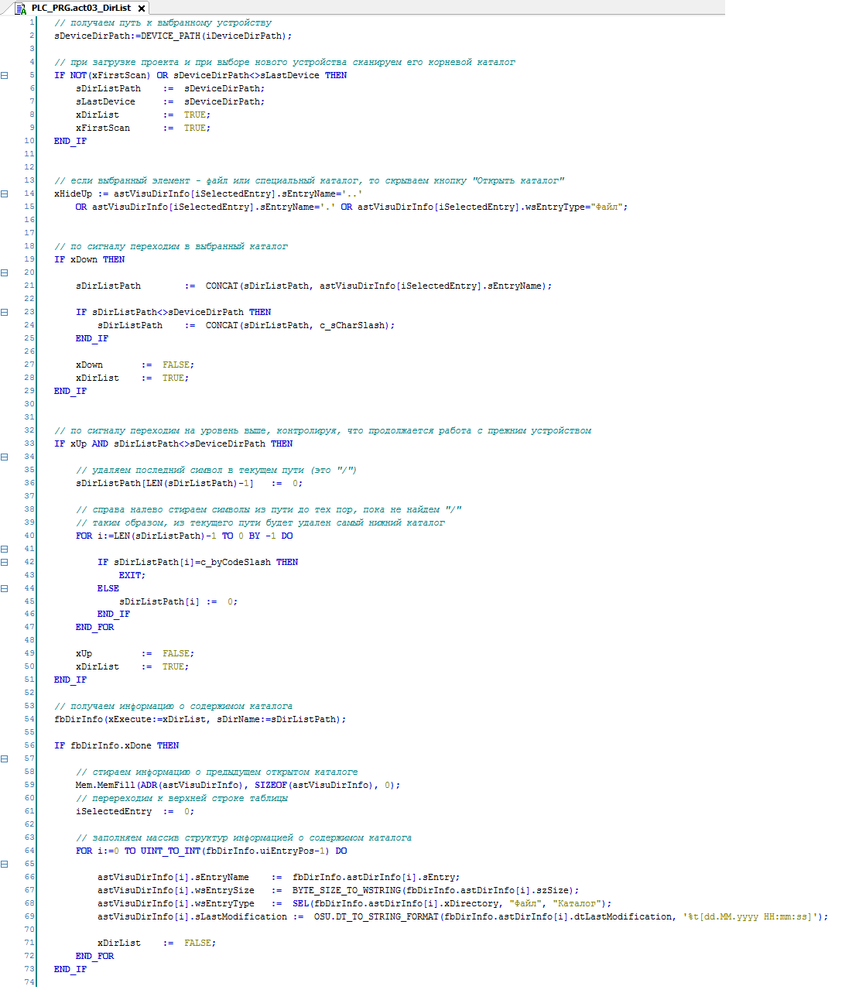 PLC_PRG.act03_DirList
1 // получаем путь к выбранному устройству
2 sDeviceDirPath:=DEVICE_PATH(iDeviceDirPath);
3
4 // при загрузке проекта и при выборе нового устройства сканируем его корневой каталог
5 IF NOT(xFirstScan) OR sDeviceDirPath<>sLastDevice THEN
6 sDirListPath := sDeviceDirPath;
7 sLastDevice := sDeviceDirPath;
8 xDirList := TRUE;
9 xFirstScan := TRUE;
10 END_IF
11
12
13 // если выбранный элемент - файл или специальный каталог, то скрываем кнопку "Открыть каталог"
14 xHideUp := astVisuDirInfo[iSelectedEntry].sEntryName='..'
15 OR astVisuDirInfo[iSelectedEntry].sEntryName='.' OR astVisuDirInfo[iSelectedEntry].wsEntryType="Файл";
16
17
18 // по сигналу переходим в выбранный каталог
19 IF xDown THEN
20
21 sDirListPath := CONCAT(sDirListPath, astVisuDirInfo[iSelectedEntry].sEntryName);
22
23 IF sDirListPath<>sDeviceDirPath THEN
24 sDirListPath := CONCAT(sDirListPath, c_sCharSlash);
25 END_IF
26
27 xDown := FALSE;
28 xDirList := TRUE;
29 END_IF
30
31
32 // по сигналу переходим на уровень выше, контролируя, что продолжается работа с прежним устройством
33 IF xUp AND sDirListPath<>sDeviceDirPath THEN
34
35 // удаляем последний символ в текущем пути (это "/")
36 sDirListPath[LEN(sDirListPath)-1] := 0;
37
38 // справа налево стираем символы из пути до тех пор, пока не найдем "/"
39 // таким образом, из текущего пути будет удален самый нижний каталог
40 FOR i:=LEN(sDirListPath)-1 TO 0 BY -1 DO
41
42 IF sDirListPath[i]=c_byCodeSlash THEN
43 EXIT;
44 ELSE
45 sDirListPath[i] := 0;
46 END_IF
47 END_FOR
48
49 xUp := FALSE;
50 xDirList := TRUE;
51 END_IF
52
53 // получаем информацию о содержимом каталога
54 fbDirInfo(xExecute:=xDirList, sDirName:=sDirListPath);
55
56 IF fbDirInfo.xDone THEN
57
58 // стираем информацию о предыдущем открытом каталоге
59 Mem.MemFill(ADR(astVisuDirInfo), SIZEOF(astVisuDirInfo), 0);
60 // перереходим к верхней строке таблицы
61 iSelectedEntry := 0;
62
63 // заполняем массив структур информацией о содержимом каталога
64 FOR i:=0 TO UINT_TO_INT(fbDirInfo.uiEntryPos-1) DO
65
66 astVisuDirInfo[i].sEntryName := fbDirInfo.astDirInfo[i].sEntry;
67 astVisuDirInfo[i].wsEntrySize := BYTE_SIZE_TO_WSTRING(fbDirInfo.astDirInfo[i].szSize);
68 astVisuDirInfo[i].wsEntryType := SEL(fbDirInfo.astDirInfo[i].xDirectory, "Файл", "Каталог");
69 astVisuDirInfo[i].sLastModification := OSU.DT_TO_STRING_FORMAT(fbDirInfo.astDirInfo[i].dtLastModification, '%t[dd.MM.yyyy HH:mm:ss]');
70
71 xDirList := FALSE;
72 END_FOR
73 END_IF
74